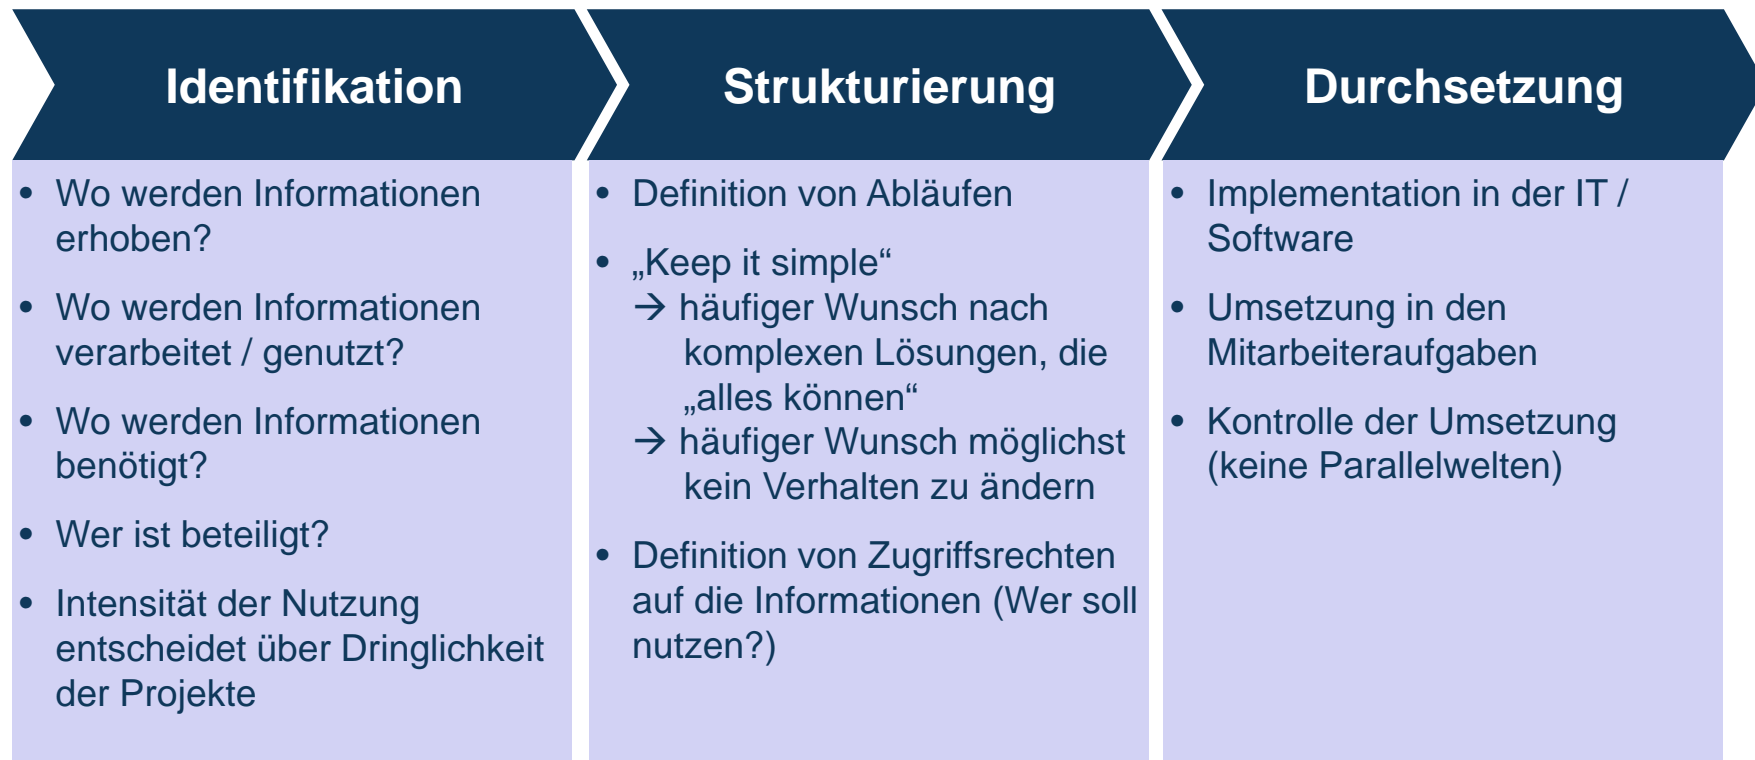 Identifikation
• Wo werden Informationen
erhoben?
• Wo werden Informationen
verarbeitet / genutzt?
• Wo werden Informationen
benötigt?
• Wer ist beteiligt?
• Intensität der Nutzung
entscheidet über Dringlichkeit
der Projekte
Strukturierung
• Definition von Abläufen
• „Keep it simple“
→ häufiger Wunsch nach
komplexen Lösungen, die
„alles können“
→ häufiger Wunsch möglichst
kein Verhalten zu ändern
• Definition von Zugriffsrechten
auf die Informationen (Wer soll
nutzen?)
Durchsetzung
• Implementation in der IT /
Software
• Umsetzung in den
Mitarbeiteraufgaben
• Kontrolle der Umsetzung
(keine Parallelwelten)